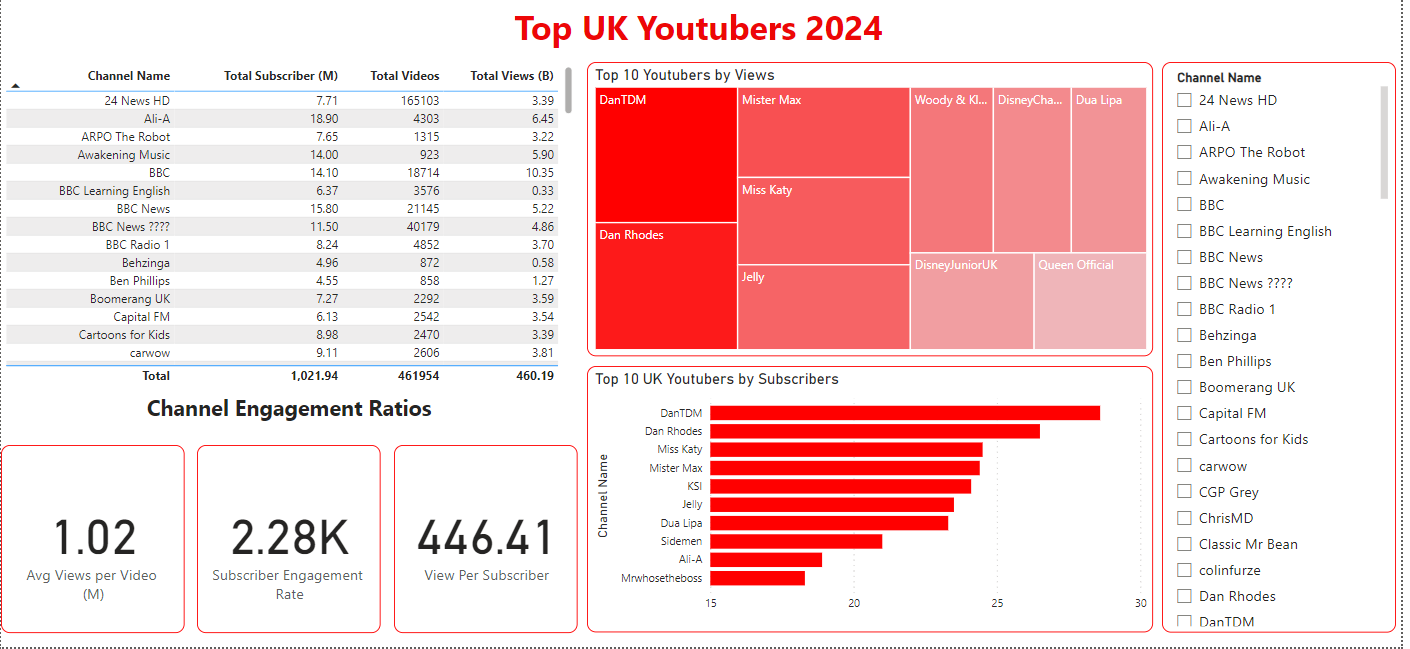 Top UK Youtubers 2024
Channel Name Total Subscriber (M) Total Videos Total Views (B)
24 News HD 7.71 165103 3.39
Ali-A 18.90 4303 6.45
ARPO The Robot 7.65 1315 3.22
Awakening Music 14.00 923 5.90
BBC 14.10 18714 10.35
BBC Learning English 6.37 3576 0.33
BBC News 15.80 21145 5.22
BBC News ???? 11.50 40179 4.86
BBC Radio 1 8.24 4852 3.70
Behzinga 4.96 872 0.58
Ben Phillips 4.55 858 1.27
Boomerang UK 7.27 2292 3.59
Capital FM 6.13 2542 3.54
Cartoons for Kids 8.98 2470 3.39
carwow 9.11 2606 3.81
Total 1,021.94 461954 460.19
Channel Engagement Ratios
1.02
Avg Views per Video
(M)
2.28K
Subscriber Engagement
Rate
446.41
View Per Subscriber
Top 10 Youtubers by Views
DanTDM
Dan Rhodes
Mister Max
Miss Katy
Jelly
Woody & Kl...
DisneyCha...
Dua Lipa
DisneyJuniorUK
Queen Official
Top 10 UK Youtubers by Subscribers
Channel Name
DanTDM
Dan Rhodes
Miss Katy
Mister Max
KSI
Jelly
Dua Lipa
Sidemen
Ali-A
Mrwhosetheboss
15 20 25 30
Channel Name
24 News HD
Ali-A
ARPO The Robot
Awakening Music
BBC
BBC Learning English
BBC News
BBC News ????
BBC Radio 1
Behzinga
Ben Phillips
Boomerang UK
Capital FM
Cartoons for Kids
carwow
CGP Grey
ChrisMD
Classic Mr Bean
colinfurze
Dan Rhodes
DanTDM